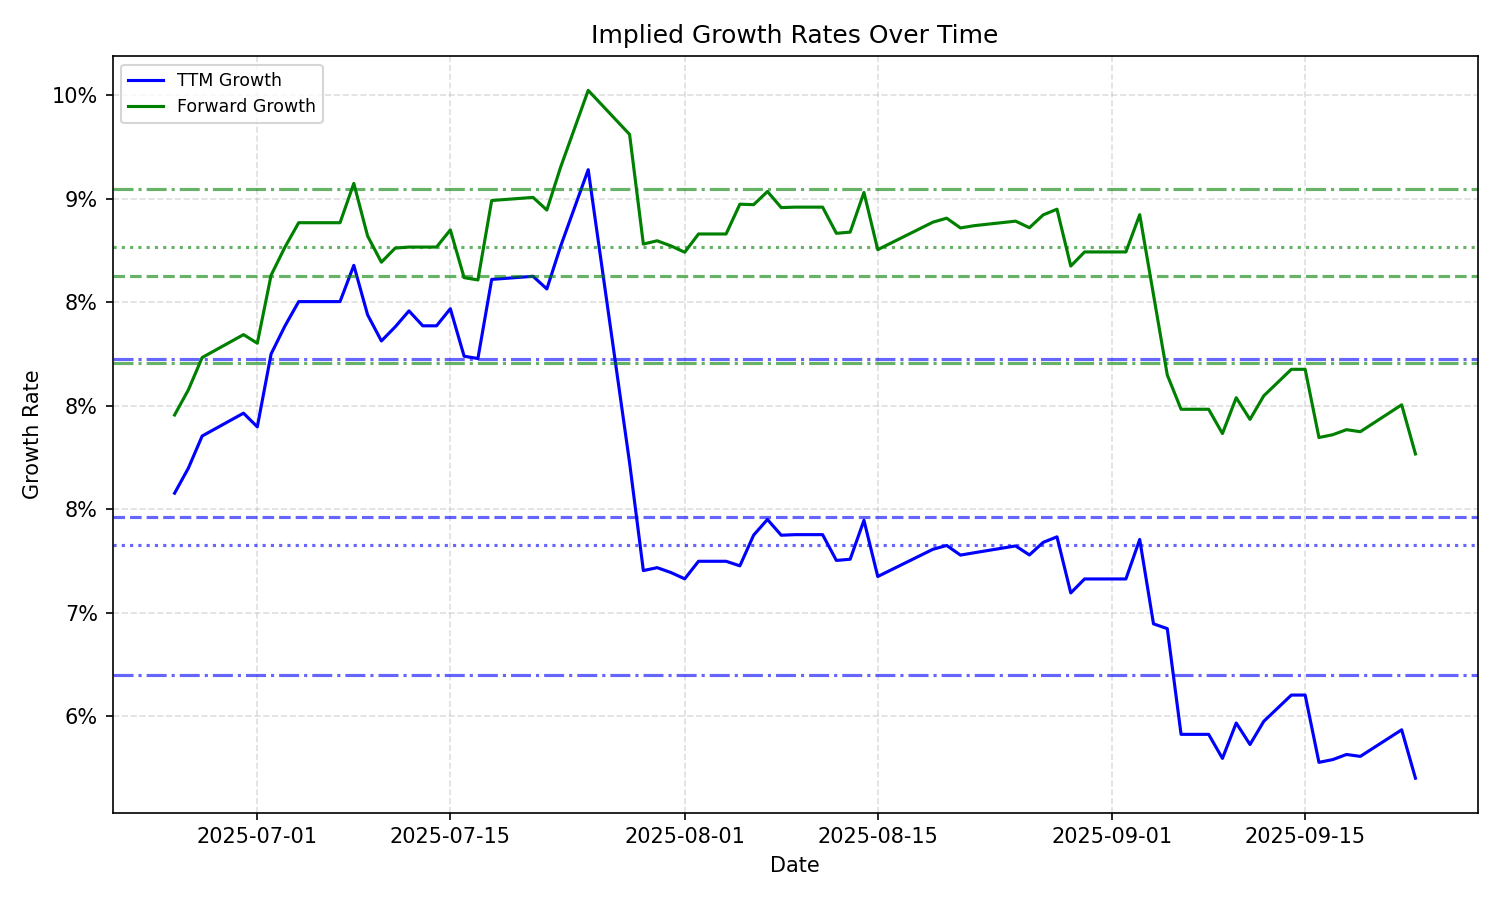 Implied Growth Rates Over Time
TTM Growth
Forward Growth
10%
9%
8%
8%
8%
7%
6%
Growth Rate
2025-07-01
2025-07-15
2025-08-01
2025-08-15
2025-09-01
2025-09-15
Date